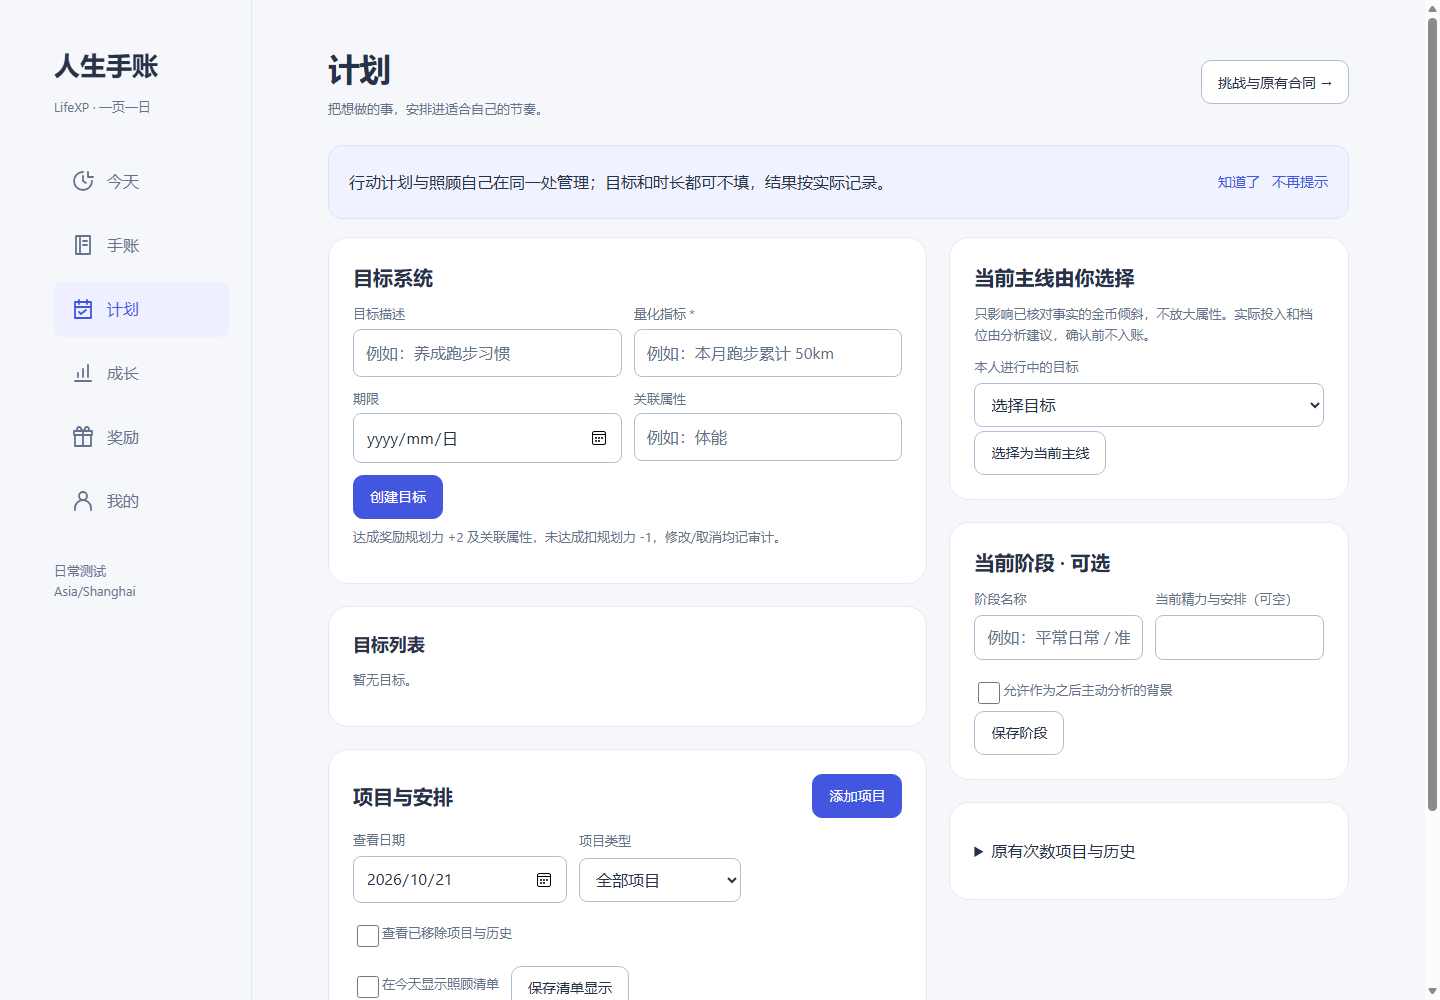 人生手账
LifeXP · 一页一日
今天
手账
计划
成长
奖励
我的
日常测试
Asia/Shanghai
计划
把想做的事，安排进适合自己的节奏。
挑战与原有合同 →
行动计划与照顾自己在同一处管理；目标和时长都可不填，结果按实际记录。
知道了 不再提示
目标系统
目标描述
量化指标 *
例如：养成跑步习惯
例如：本月跑步累计 50km
期限
关联属性
yyyy/mm/日
例如：体能
创建目标
达成奖励规划力 +2 及关联属性，未达成扣规划力 -1，修改/取消均记审计。
目标列表
暂无目标。
项目与安排
添加项目
查看日期
项目类型
2026/10/21
全部项目
查看已移除项目与历史
在今天显示照顾清单
保存清单显示
当前主线由你选择
只影响已核对事实的金币倾斜，不放大属性。实际投入和档
位由分析建议，确认前不入账。
本人进行中的目标
选择目标
选择为当前主线
当前阶段 · 可选
阶段名称
当前精力与安排（可空）
例如：平常日常 / 准
允许作为之后主动分析的背景
保存阶段
▶ 原有次数项目与历史